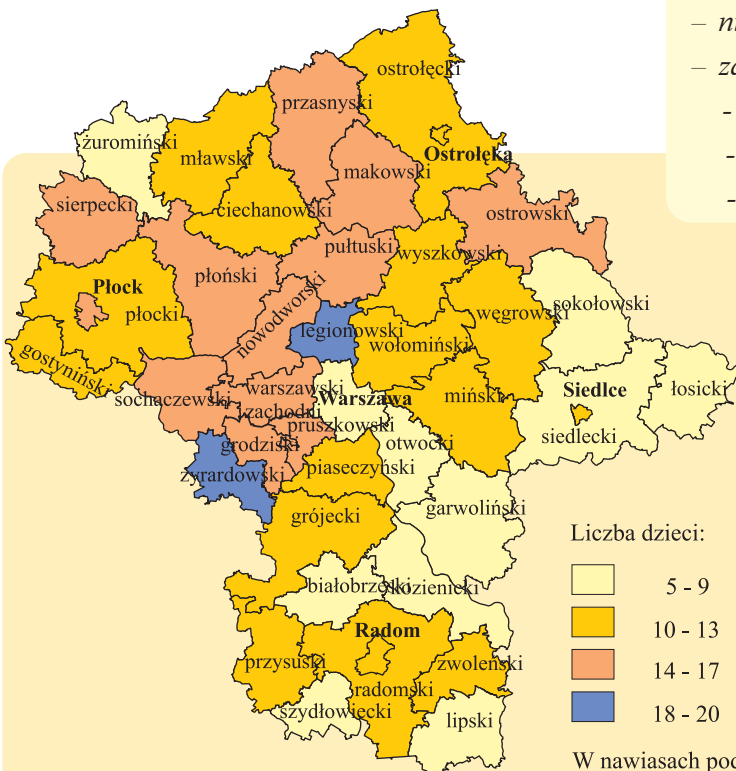 – 
– 
-
-
-
ostrołęcki
przasnyski
żuromiński
mławski
Ostrołęka
makowski
sierpecki
ciechanowski
ostrowski
pułtuski
wyszkowski
Płock
płoński
płocki
nowodworski
legionowski
węgrowski
sokołowski
wołomiński
gostyniński
sochaczewski
warszawski
zachodni
Warszawa
miński
Siedlce
łosicki
pruszkowski
grodziski
otwocki
siedlecki
żyrardowski
piaseczyński
grójecki
garwoliński
białobrzeski
kozienicki
Radom
przysuski
zwoleński
radomski
szydłowiecki
lipski
Liczba dzieci:
5 - 9
10 - 13
14 - 17
18 - 20
W nawiasach